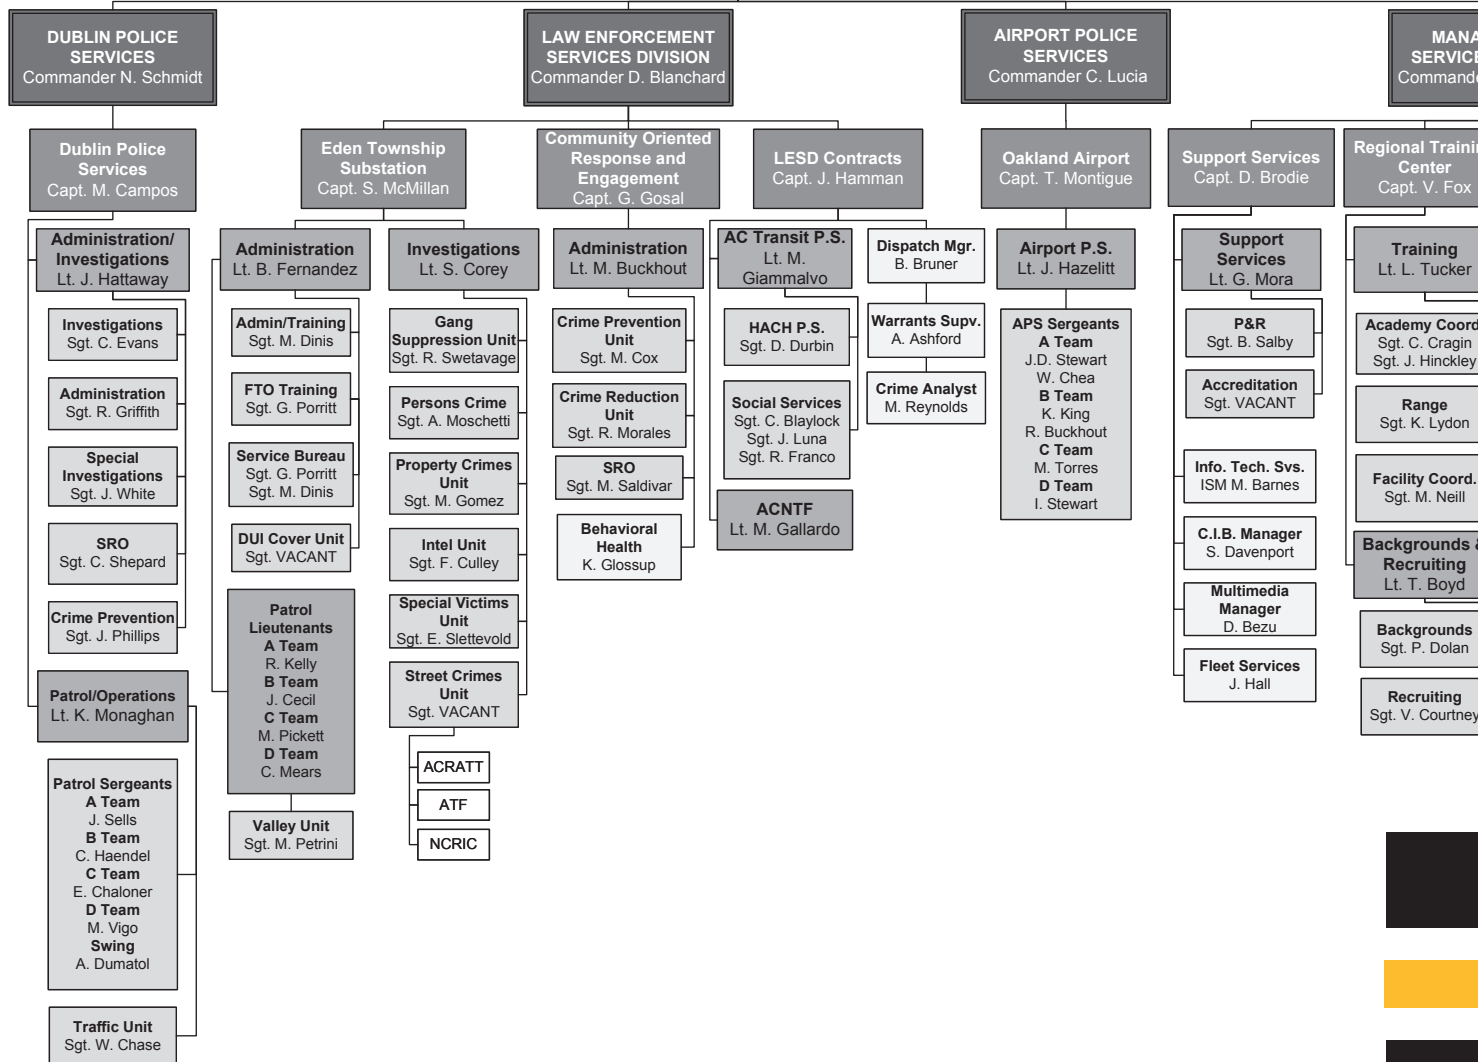 DUBLIN POLICE
SERVICES
Commander N. Schmidt
LAW ENFORCEMENT
SERVICES DIVISION
Commander D. Blanchard
AIRPORT POLICE
SERVICES
Commander C. Lucia
Dublin Police
Services
Capt. M. Campos
Administration/
Investigations
Lt. J. Hattaway
Investigations
Sgt. C. Evans
Administration
Sgt. R. Griffith
Special
Investigations
Sgt. J. White
SRO
Sgt. C. Shepard
Crime Prevention
Sgt. J. Phillips
Patrol/Operations
Lt. K. Monaghan
Patrol Sergeants
A Team
J. Sells
B Team
C. Haendel
C Team
E. Chaloner
D Team
M. Vigo
Swing
A. Dumatol
Traffic Unit
Sgt. W. Chase
Eden Township
Substation
Capt. S. McMillan
Administration
Lt. B. Fernandez
Admin/Training
Sgt. M. Dinis
FTO Training
Sgt. G. Porritt
Service Bureau
Sgt. G. Porritt
Sgt. M. Dinis
DUI Cover Unit
Sgt. VACANT
Patrol
Lieutenants
A Team
R. Kelly
B Team
J. Cecil
C Team
M. Pickett
D Team
C. Mears
Valley Unit
Sgt. M. Petrini
Investigations
Lt. S. Corey
Gang
Suppression Unit
Sgt. R. Swetavage
Persons Crime
Sgt. A. Moschetti
Property Crimes
Unit
Sgt. M. Gomez
Intel Unit
Sgt. F. Culley
Special Victims
Unit
Sgt. E. Slettevold
Street Crimes
Unit
Sgt. VACANT
ACRATT
ATF
NCRIC
Community Oriented
Response and
Engagement
Capt. G. Gosal
Administration
Lt. M. Buckhout
Crime Prevention
Unit
Sgt. M. Cox
Crime Reduction
Unit
Sgt. R. Morales
SRO
Sgt. M. Saldivar
Behavioral
Health
K. Glossup
LESD Contracts
Capt. J. Hamman
AC Transit P.S.
Lt. M.
Giammalvo
HACH P.S.
Sgt. D. Durbin
Social Services
Sgt. C. Blaylock
Sgt. J. Luna
Sgt. R. Franco
ACNTF
Lt. M. Gallardo
Dispatch Mgr.
B. Bruner
Warrants Supv.
A. Ashford
Crime Analyst
M. Reynolds
Oakland Airport
Capt. T. Montigue
Airport P.S.
Lt. J. Hazelitt
APS Sergeants
A Team
J.D. Stewart
W. Chea
B Team
K. King
R. Buckhout
C Team
M. Torres
D Team
I. Stewart
Support Services
Capt. D. Brodie
Support
Services
Lt. G. Mora
P&R
Sgt. B. Salby
Accreditation
Sgt. VACANT
Info. Tech. Svs.
ISM M. Barnes
C.I.B. Manager
S. Davenport
Multimedia
Manager
D. Bezu
Fleet Services
J. Hall
Regional
Center
Capt. V. Fox
Training
Lt. L. Tucker
Academy Coord.
Sgt. C. Cragin
Sgt. J. Hinckley
Range
Sgt. K. Lydon
Facility Coord.
Sgt. M. Neill
Backgrounds &
Recruiting
Lt. T. Boyd
Backgrounds
Sgt. P. Dolan
Recruiting
Sgt. V. Courtney